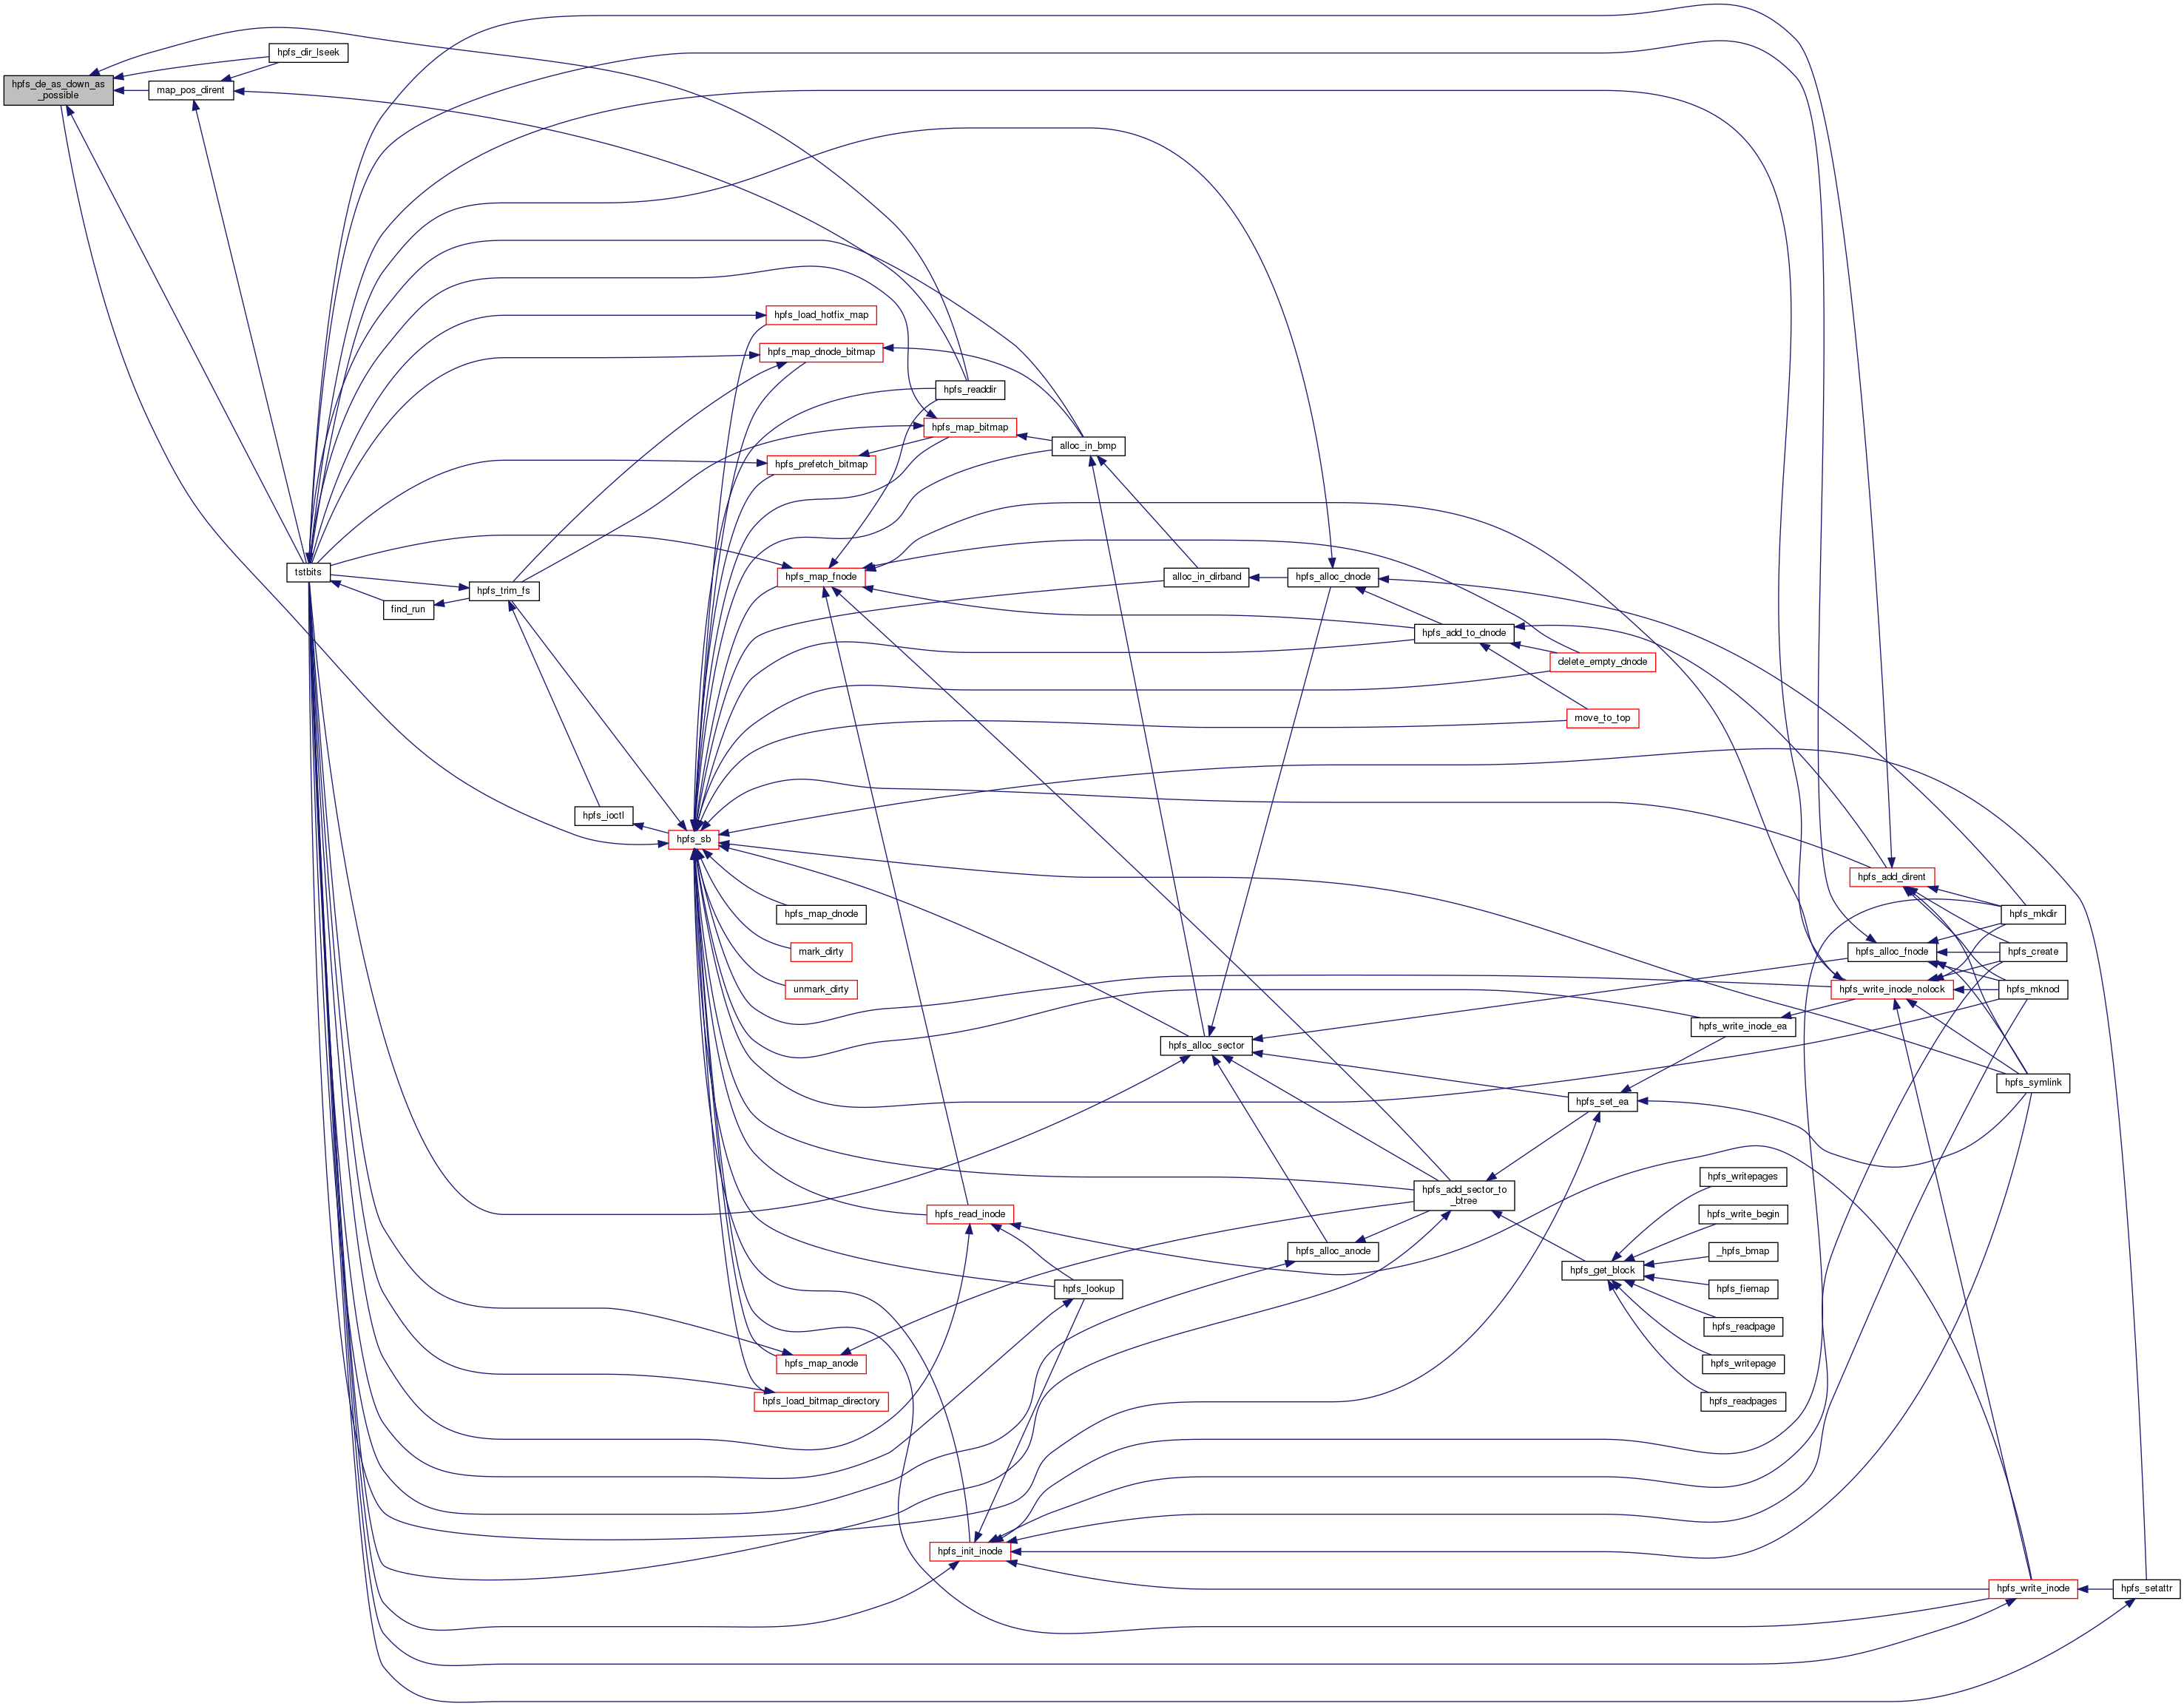 hpfs_dir_lseek
hpfs_de_as_down_as
_possible
map_pos_dirent
hpfs_load_hotfix_map
hpfs_map_dnode_bitmap
hpfs_readdir
hpfs_map_bitmap
alloc_in_bmp
hpfs_prefetch_bitmap
tstbits
hpfs_map_fnode
alloc_in_dirband
hpfs_alloc_dnode
hpfs_trim_fs
find_run
hpfs_add_to_dnode
delete_empty_dnode
move_to_top
hpfs_ioctl
hpfs_sb
hpfs_add_dirent
hpfs_map_dnode
hpfs_mkdir
mark_dirty
hpfs_alloc_fnode
hpfs_create
unmark_dirty
hpfs_write_inode_nolock
hpfs_mknod
hpfs_write_inode_ea
hpfs_alloc_sector
hpfs_symlink
hpfs_set_ea
hpfs_writepages
hpfs_add_sector_to
_btree
hpfs_read_inode
hpfs_write_begin
hpfs_alloc_anode
_hpfs_bmap
hpfs_get_block
hpfs_lookup
hpfs_fiemap
hpfs_readpage
hpfs_map_anode
hpfs_writepage
hpfs_load_bitmap_directory
hpfs_readpages
hpfs_init_inode
hpfs_write_inode
hpfs_setattr